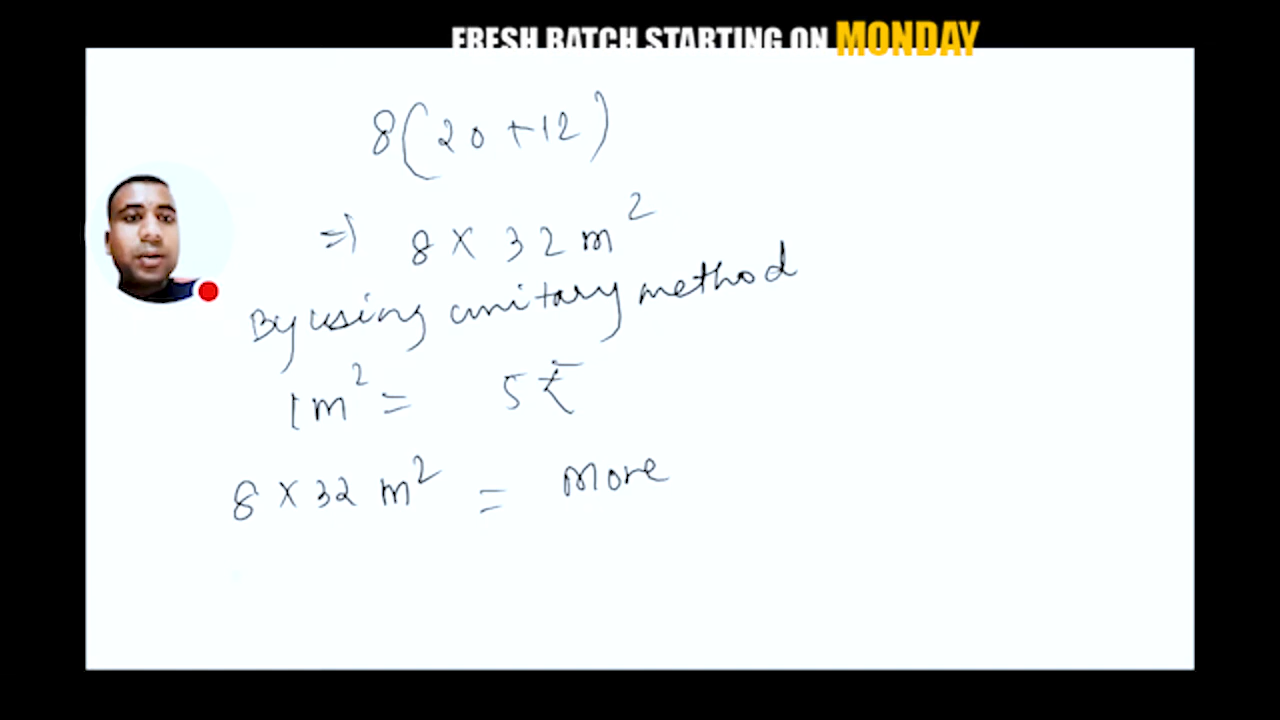 FRESH BATCH STARTING ON MONDAY
8(20+12)
=) 8 X 32 m²
By using unitary method
1m² = 5 ₹
8 X 32 m² = more